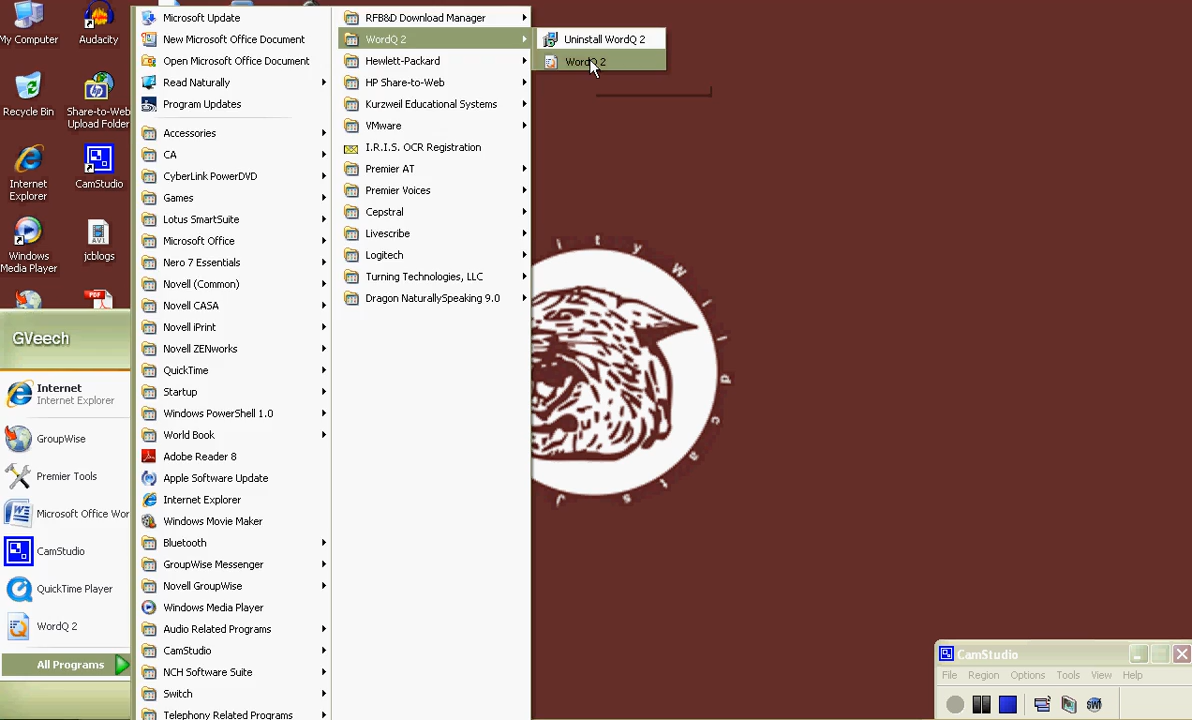 My Computer
Audacity
Recycle Bin
Share-to-Web
Upload Folder
Internet
Explorer
CamStudio
Windows
Media Player
jcblogs
GVeech
Internet
Internet Explorer
GroupWise
Premier Tools
Microsoft Office Wor
CamStudio
QuickTime Player
WordQ 2
All Programs
Microsoft Update
New Microsoft Office Document
Open Microsoft Office Document
Read Naturally
Program Updates
Accessories
CA
CyberLink PowerDVD
Games
Lotus SmartSuite
Microsoft Office
Nero 7 Essentials
Novell (Common)
Novell CASA
Novell iPrint
Novell ZENworks
QuickTime
Startup
Windows PowerShell 1.0
World Book
Adobe Reader 8
Apple Software Update
Internet Explorer
Windows Movie Maker
Bluetooth
GroupWise Messenger
Novell GroupWise
Windows Media Player
Audio Related Programs
CamStudio
NCH Software Suite
Switch
Telephony Related Programs
RFB&D Download Manager
WordQ 2
Hewlett-Packard
HP Share-to-Web
Kurzweil Educational Systems
VMware
I.R.I.S. OCR Registration
Premier AT
Premier Voices
Cepstral
Livescribe
Logitech
Turning Technologies, LLC
Dragon NaturallySpeaking 9.0
Uninstall WordQ 2
WordQ 2
ity Wildcats
CamStudio
File Region Options Tools View Help